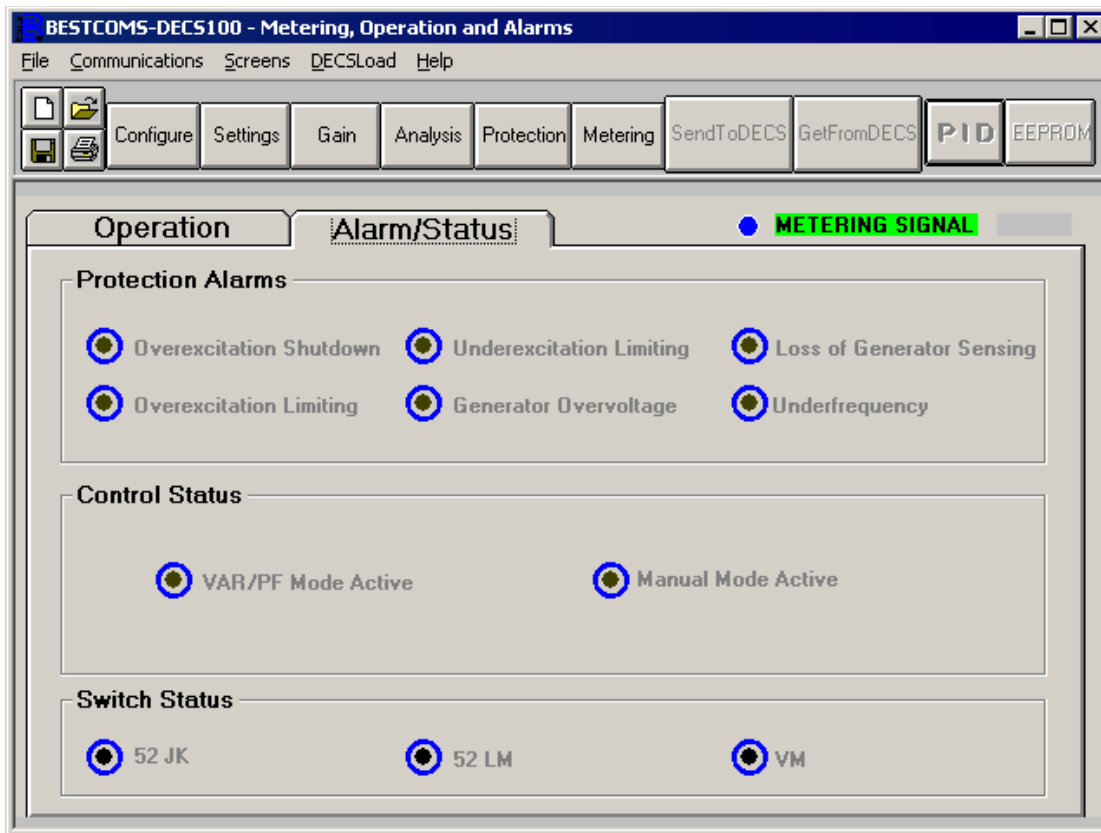 BESTCOMS-DECS100 - Metering, Operation and Alarms
File Communications Screens DECSLoad Help
Configure Settings Gain Analysis Protection Metering SendToDECS GetFromDECS PID EEPROM
Operation Alarm/Status METERING SIGNAL
Protection Alarms
Overexcitation Shutdown Underexcitation Limiting Loss of Generator Sensing
Overexcitation Limiting Generator Overvoltage Underfrequency
Control Status
VAR/PF Mode Active Manual Mode Active
Switch Status
52 JK 52 LM VM